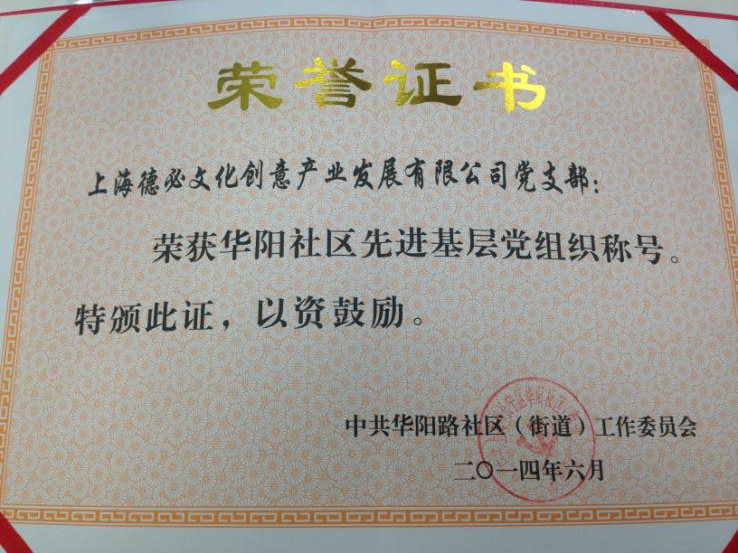 荣誉证书
上海德必文化创意产业发展有限公司党支部：
荣获华阳社区先进基层党组织称号。
特颁此证，以资鼓励。
中共华阳路社区（街道）工作委员会
二〇一四年六月